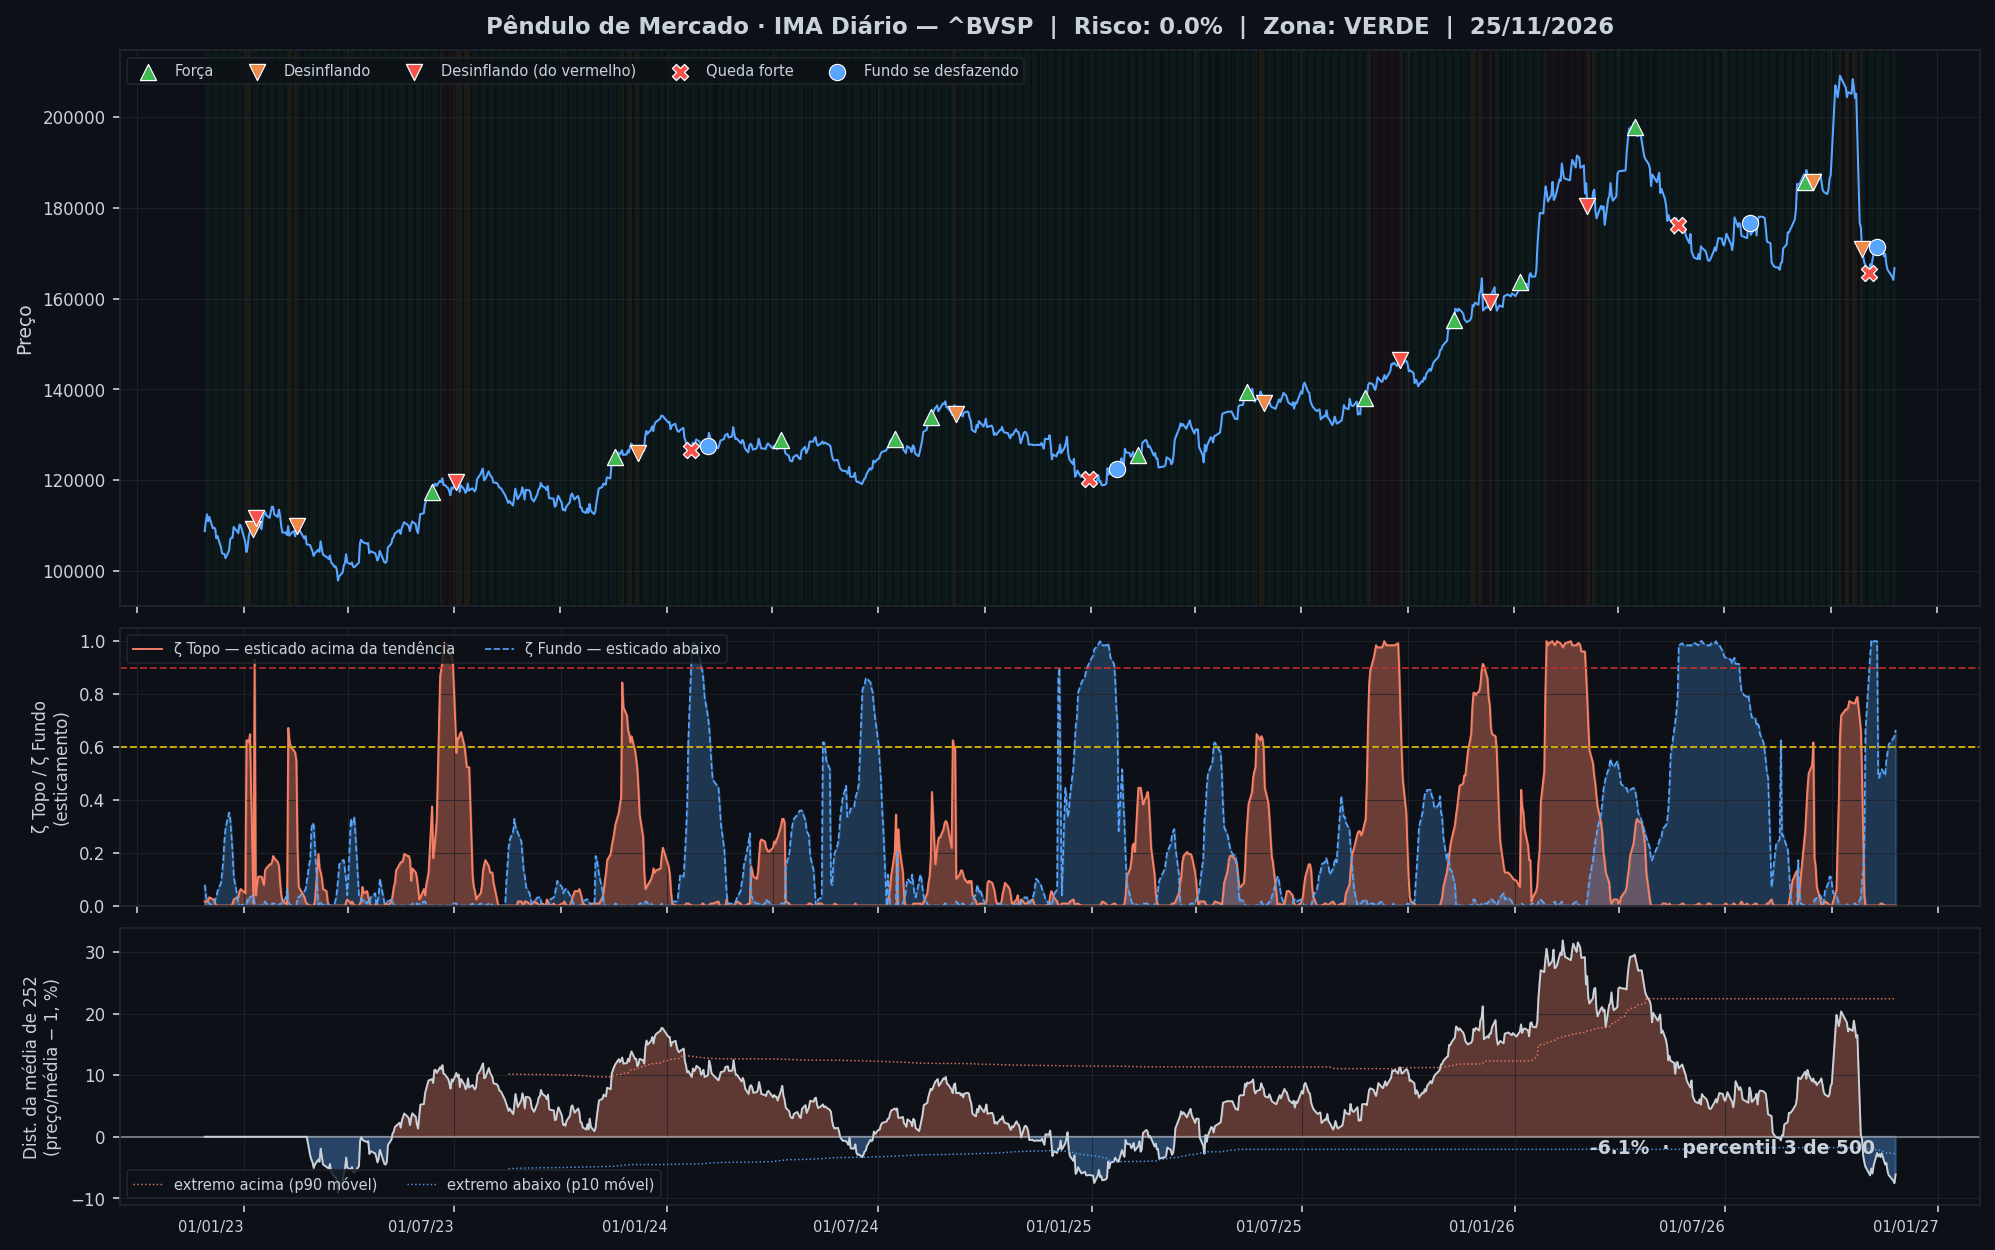 Pêndulo de Mercado · IMA Diário — ^BVSP | Risco: 0.0% | Zona: VERDE | 25/11/2026
Força
Desinflando
Desinflando (do vermelho)
Queda forte
Fundo se desfazendo
Preço
200000
180000
160000
140000
120000
100000
ζ Topo — esticado acima da tendência
ζ Fundo — esticado abaixo
ζ Topo / ζ Fundo
(esticamento)
1.0
0.8
0.6
0.4
0.2
0.0
Dist. da média de 252
(preço/média − 1, %)
30
20
10
0
−10
-6.1% · percentil 3 de 500
extremo acima (p90 móvel)
extremo abaixo (p10 móvel)
01/01/23
01/07/23
01/01/24
01/07/24
01/01/25
01/07/25
01/01/26
01/07/26
01/01/27